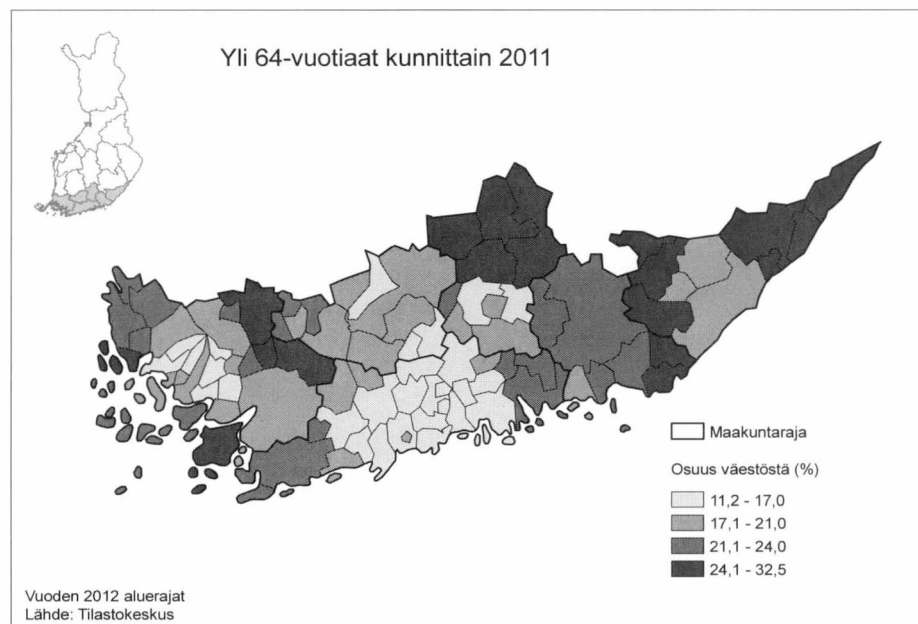 Yli 64-vuotiaat kunnittain 2011
Maakuntaraja
Osuus väestöstä (%)
11,2 - 17,0
17,1 - 21,0
21,1 - 24,0
24,1 - 32,5
Vuoden 2012 aluerajat
Lähde: Tilastokeskus